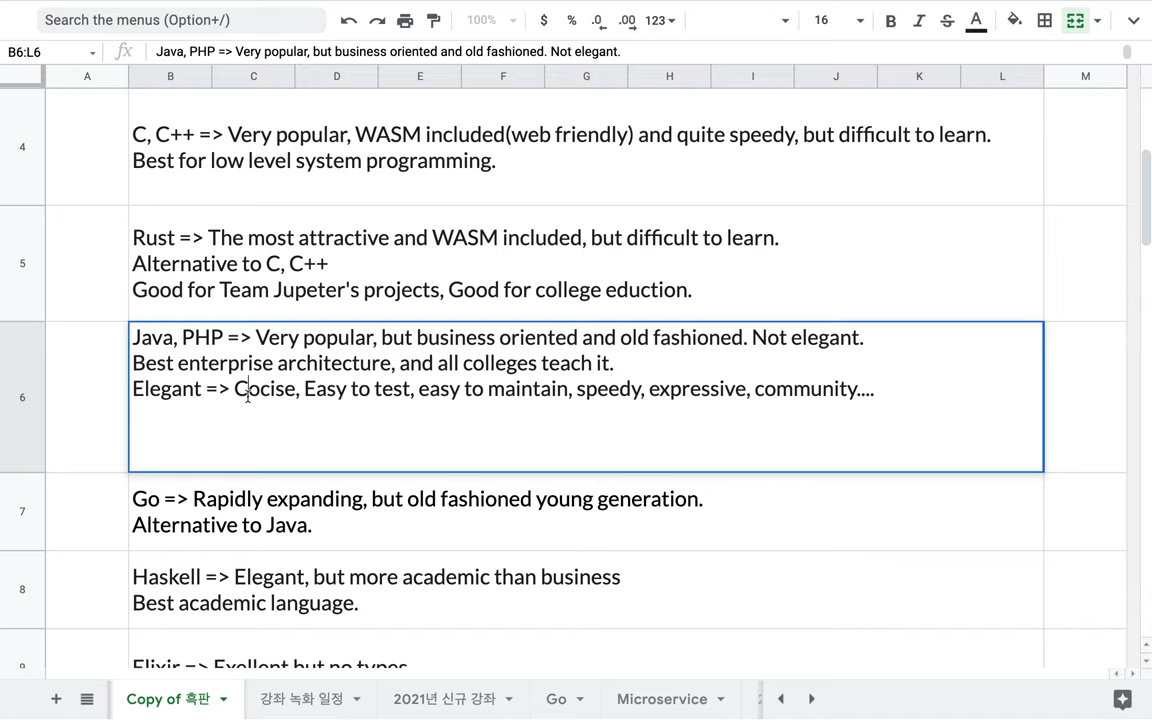 Search the menus (Option+/)
100%
$ % .0 .00 123
16
B I S A
B6:L6
fx Java, PHP => Very popular, but business oriented and old fashioned. Not elegant.
A B C D E F G H I J K L M
4
C, C++ => Very popular, WASM included(web friendly) and quite speedy, but difficult to learn.
Best for low level system programming.
5
Rust => The most attractive and WASM included, but difficult to learn.
Alternative to C, C++
Good for Team Jupeter's projects, Good for college eduction.
6
Java, PHP => Very popular, but business oriented and old fashioned. Not elegant.
Best enterprise architecture, and all colleges teach it.
Elegant => Cocise, Easy to test, easy to maintain, speedy, expressive, community....
7
Go => Rapidly expanding, but old fashioned young generation.
Alternative to Java.
8
Haskell => Elegant, but more academic than business
Best academic language.
9
Elixir => Exellent but no types
Copy of 흑판
강좌 녹화 일정
2021년 신규 강좌
Go
Microservice